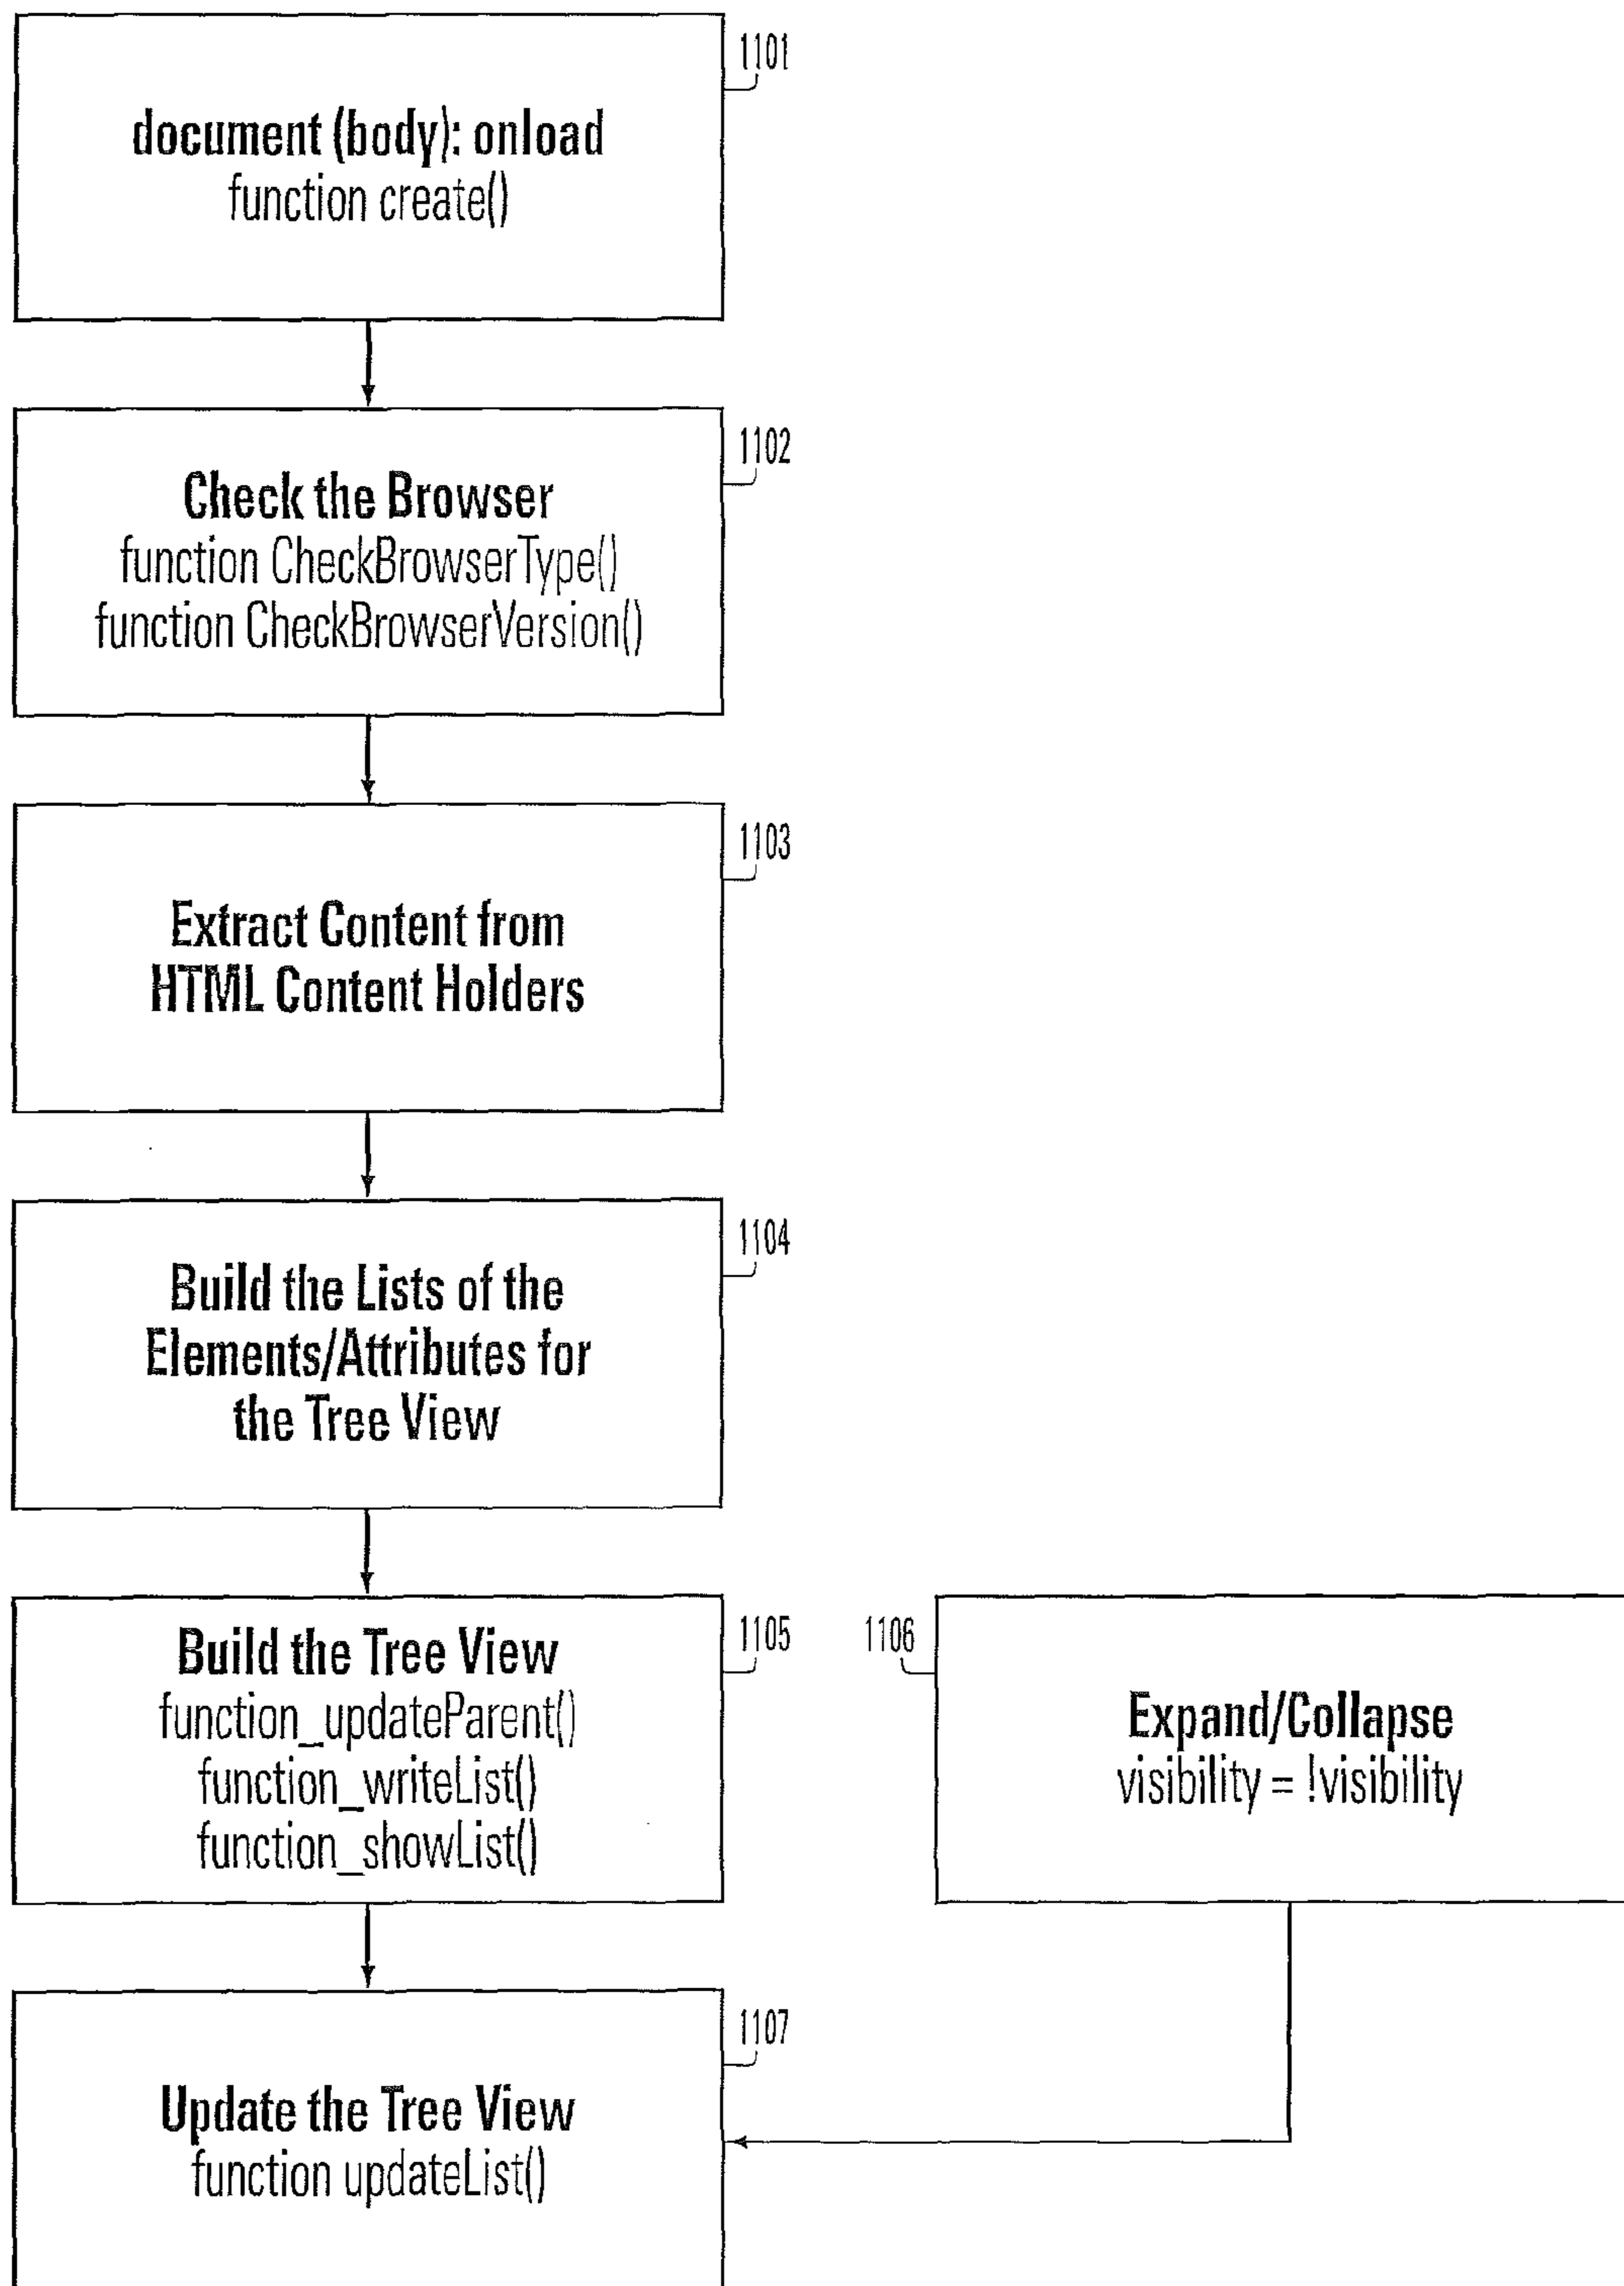 1101
document (body): onload
function create()
1102
Check the Browser
function CheckBrowserType()
function CheckBrowserVersion()
1103
Extract Content from
HTML Content Holders
1104
Build the Lists of the
Elements/Attributes for
the Tree View
1105
Build the Tree View
function_updateParent()
function_writeList()
function_showList()
1106
Expand/Collapse
visibility = !visibility
1107
Update the Tree View
function updateList()